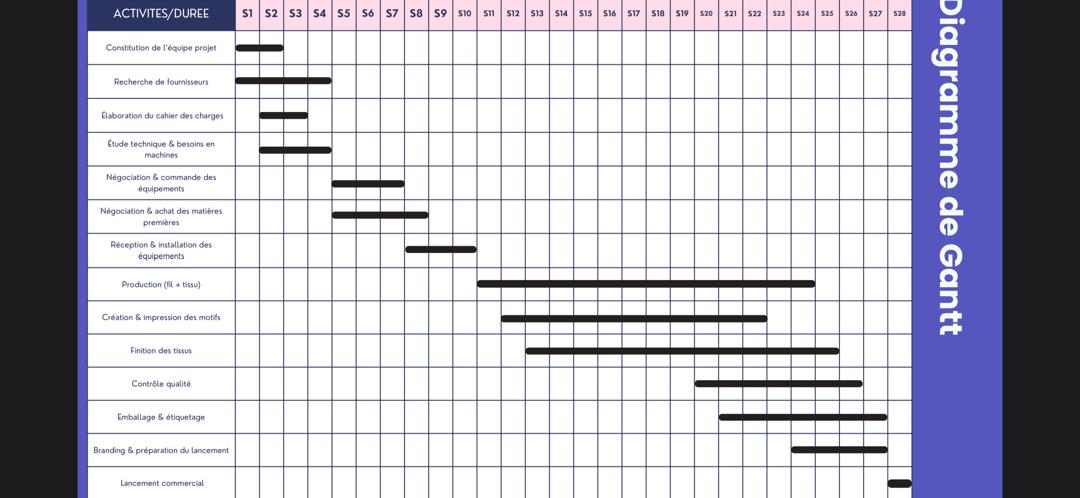 ACTIVITES/DUREE S1 S2 S3 S4 S5 S6 S7 S8 S9 S10 S11 S12 S13 S14 S15 S16 S17 S18 S19 S20 S21 S22 S23 S24 S25 S26 S27 S28
Constitution de l'équipe projet
Recherche de fournisseurs
Élaboration du cahier des charges
Étude technique & besoins en
machines
Négociation & commande des
équipements
Négociation & achat des matières
premières
Réception & installation des
équipements
Production (fil + tissu)
Création & impression des motifs
Finition des tissus
Contrôle qualité
Emballage & étiquetage
Branding & préparation du lancement
Lancement commercial
Diagramme de Gantt